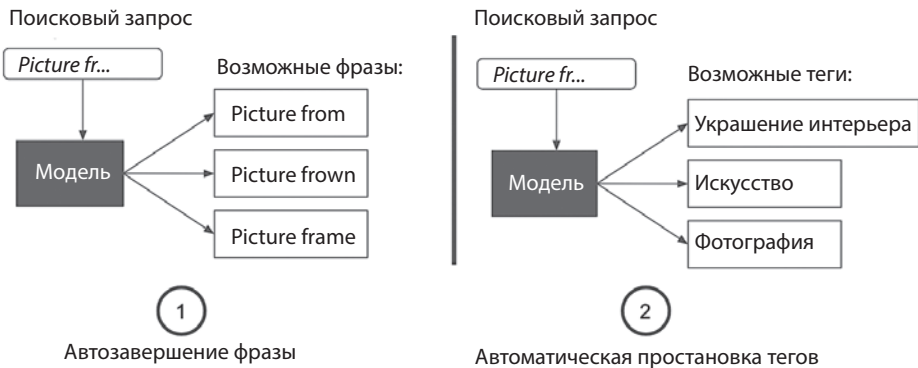 Поисковый запрос
Picture fr...
Возможные фразы:
Модель
Picture from
Picture frown
Picture frame
1
Автозавершение фразы
Поисковый запрос
Picture fr...
Возможные теги:
Модель
Украшение интерьера
Искусство
Фотография
2
Автоматическая простановка тегов